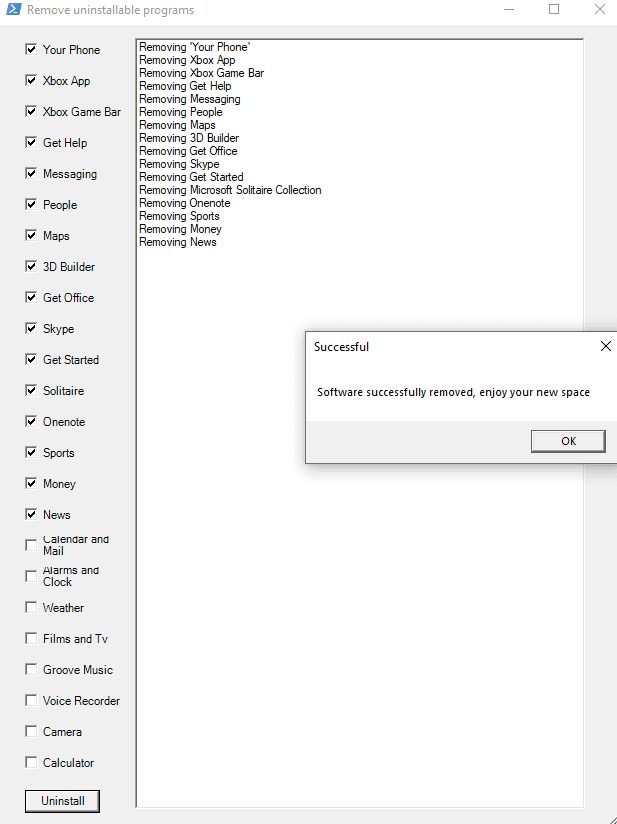 Remove uninstallable programs
Your Phone
Xbox App
Xbox Game Bar
Get Help
Messaging
People
Maps
3D Builder
Get Office
Skype
Get Started
Solitaire
Onenote
Sports
Money
News
Calendar and
Mail
Alarms and
Clock
Weather
Films and Tv
Groove Music
Voice Recorder
Camera
Calculator
Uninstall
Removing 'Your Phone'
Removing Xbox App
Removing Xbox Game Bar
Removing Get Help
Removing Messaging
Removing People
Removing Maps
Removing 3D Builder
Removing Get Office
Removing Skype
Removing Get Started
Removing Microsoft Solitaire Collection
Removing Onenote
Removing Sports
Removing Money
Removing News
Successful
Software successfully removed, enjoy your new space
OK